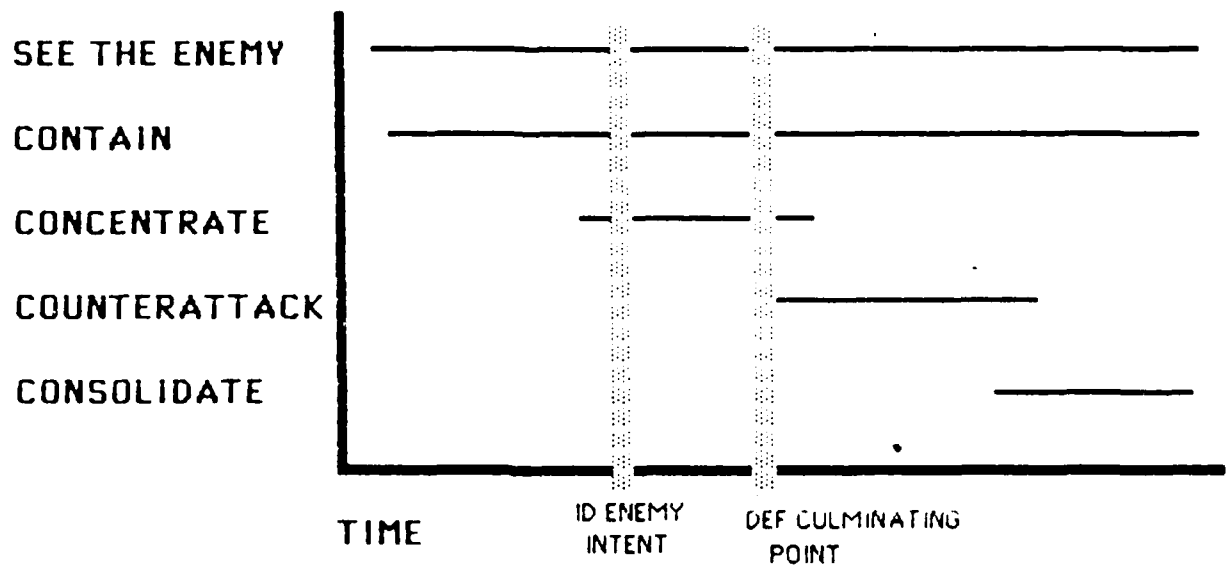 SEE THE ENEMY
CONTAIN
CONCENTRATE
COUNTERATTACK
CONSOLIDATE
TIME
ID ENEMY
INTENT
DEF CULMINATING
POINT